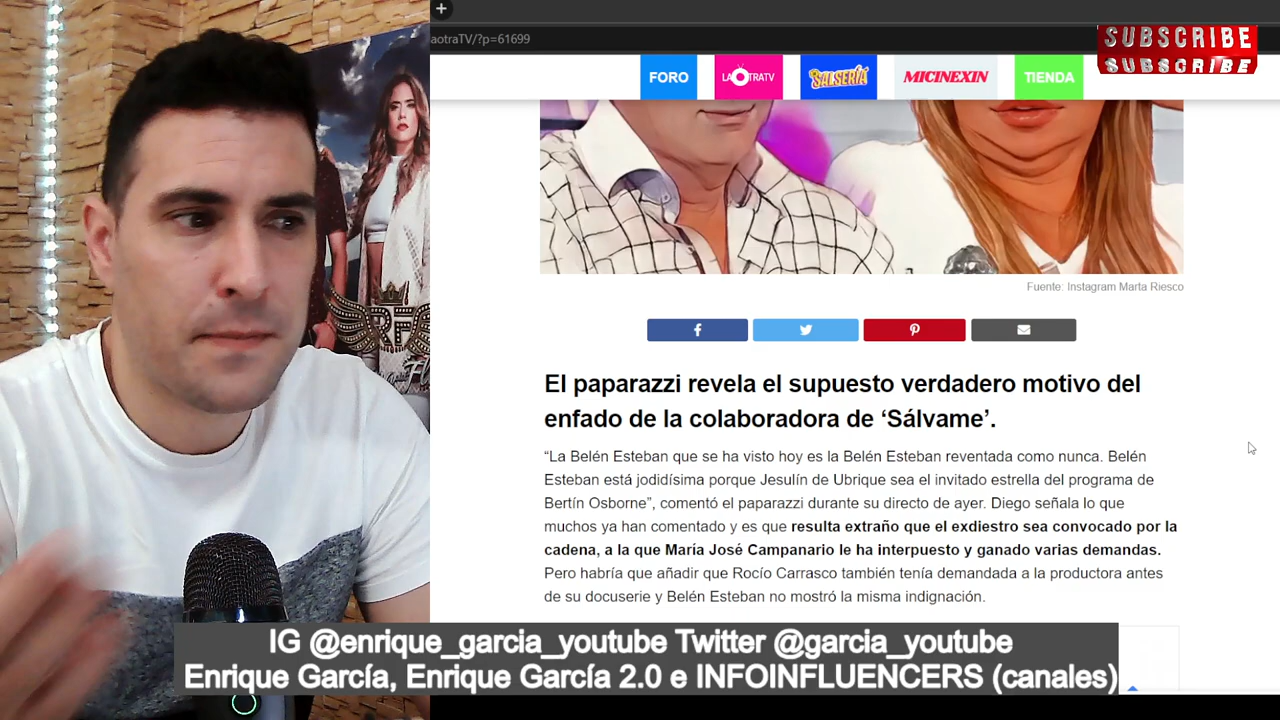 +
aotraTV/?p=61699
SUBSCRIBE
SUBSCRIBE
FORO
LAOTRATV
SALSERÍA
MICINEXIN
TIENDA
Fuente: Instagram Marta Riesco
El paparazzi revela el supuesto verdadero motivo del
enfado de la colaboradora de ‘Sálvame’.
“La Belén Esteban que se ha visto hoy es la Belén Esteban reventada como nunca. Belén
Esteban está jodidísima porque Jesulín de Ubrique sea el invitado estrella del programa de
Bertín Osborne”, comentó el paparazzi durante su directo de ayer. Diego señala lo que
muchos ya han comentado y es que resulta extraño que el exdiestro sea convocado por la
cadena, a la que María José Campanario le ha interpuesto y ganado varias demandas.
Pero habría que añadir que Rocío Carrasco también tenía demandada a la productora antes
de su docuserie y Belén Esteban no mostró la misma indignación.
IG @enrique_garcia_youtube Twitter @garcia_youtube
Enrique García, Enrique García 2.0 e INFOINFLUENCERS (canales)